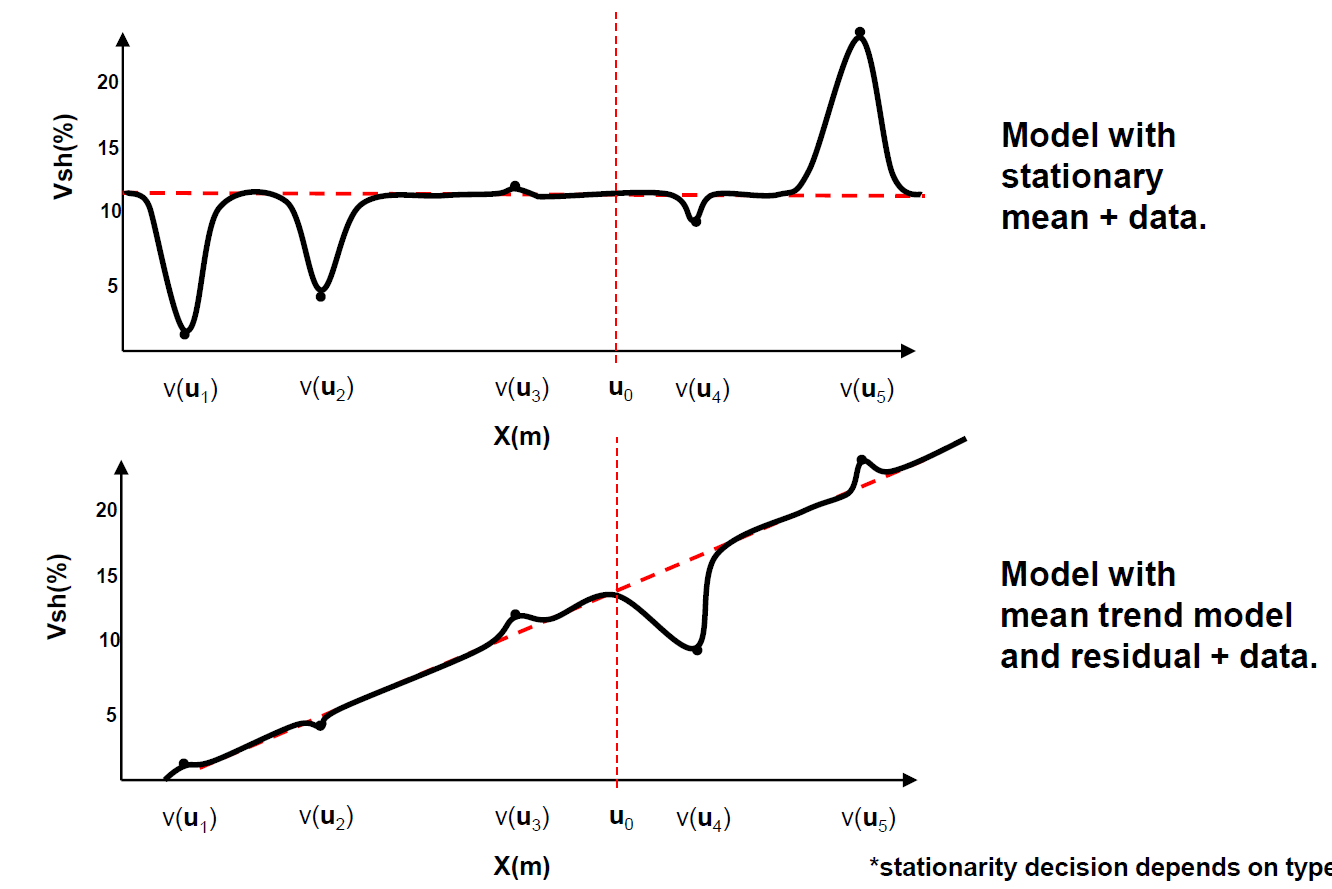 20
15
10
5
Vsh(%)
v(u1) v(u2) v(u3) u0 v(u4) v(u5)
X(m)
Model with
stationary
mean + data.
20
15
10
5
Vsh(%)
v(u1) v(u2) v(u3) u0 v(u4) v(u5)
X(m)
Model with
mean trend model
and residual + data.
*stationarity decision depends on type